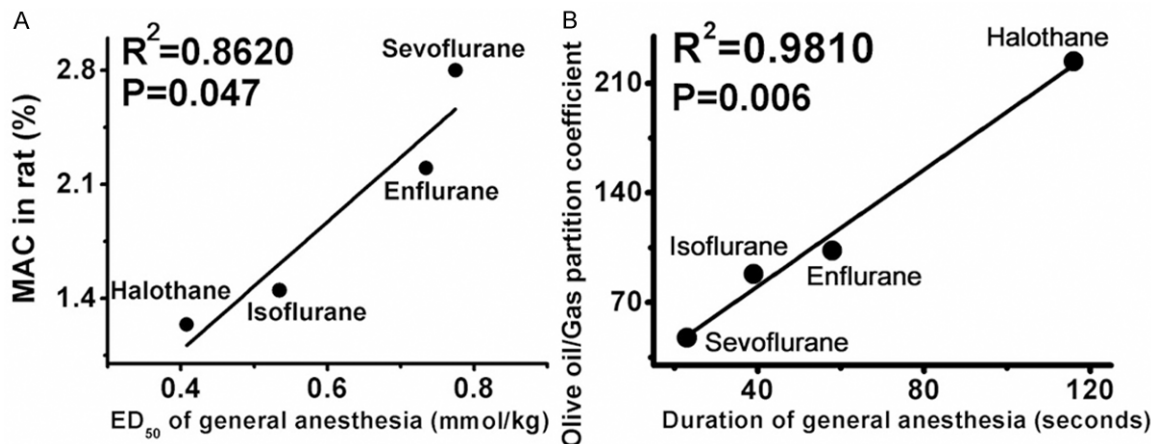 A
R²=0.8620
P=0.047
Sevoflurane
Enflurane
Halothane
Isoflurane
MAC in rat (%)
2.8
2.1
1.4
0.4 0.6 0.8
ED₅₀ of general anesthesia (mmol/kg)
B
R²=0.9810
P=0.006
Halothane
Isoflurane
Enflurane
Sevoflurane
Olive oil/Gas partition coefficient
210
140
70
40 80 120
Duration of general anesthesia (seconds)